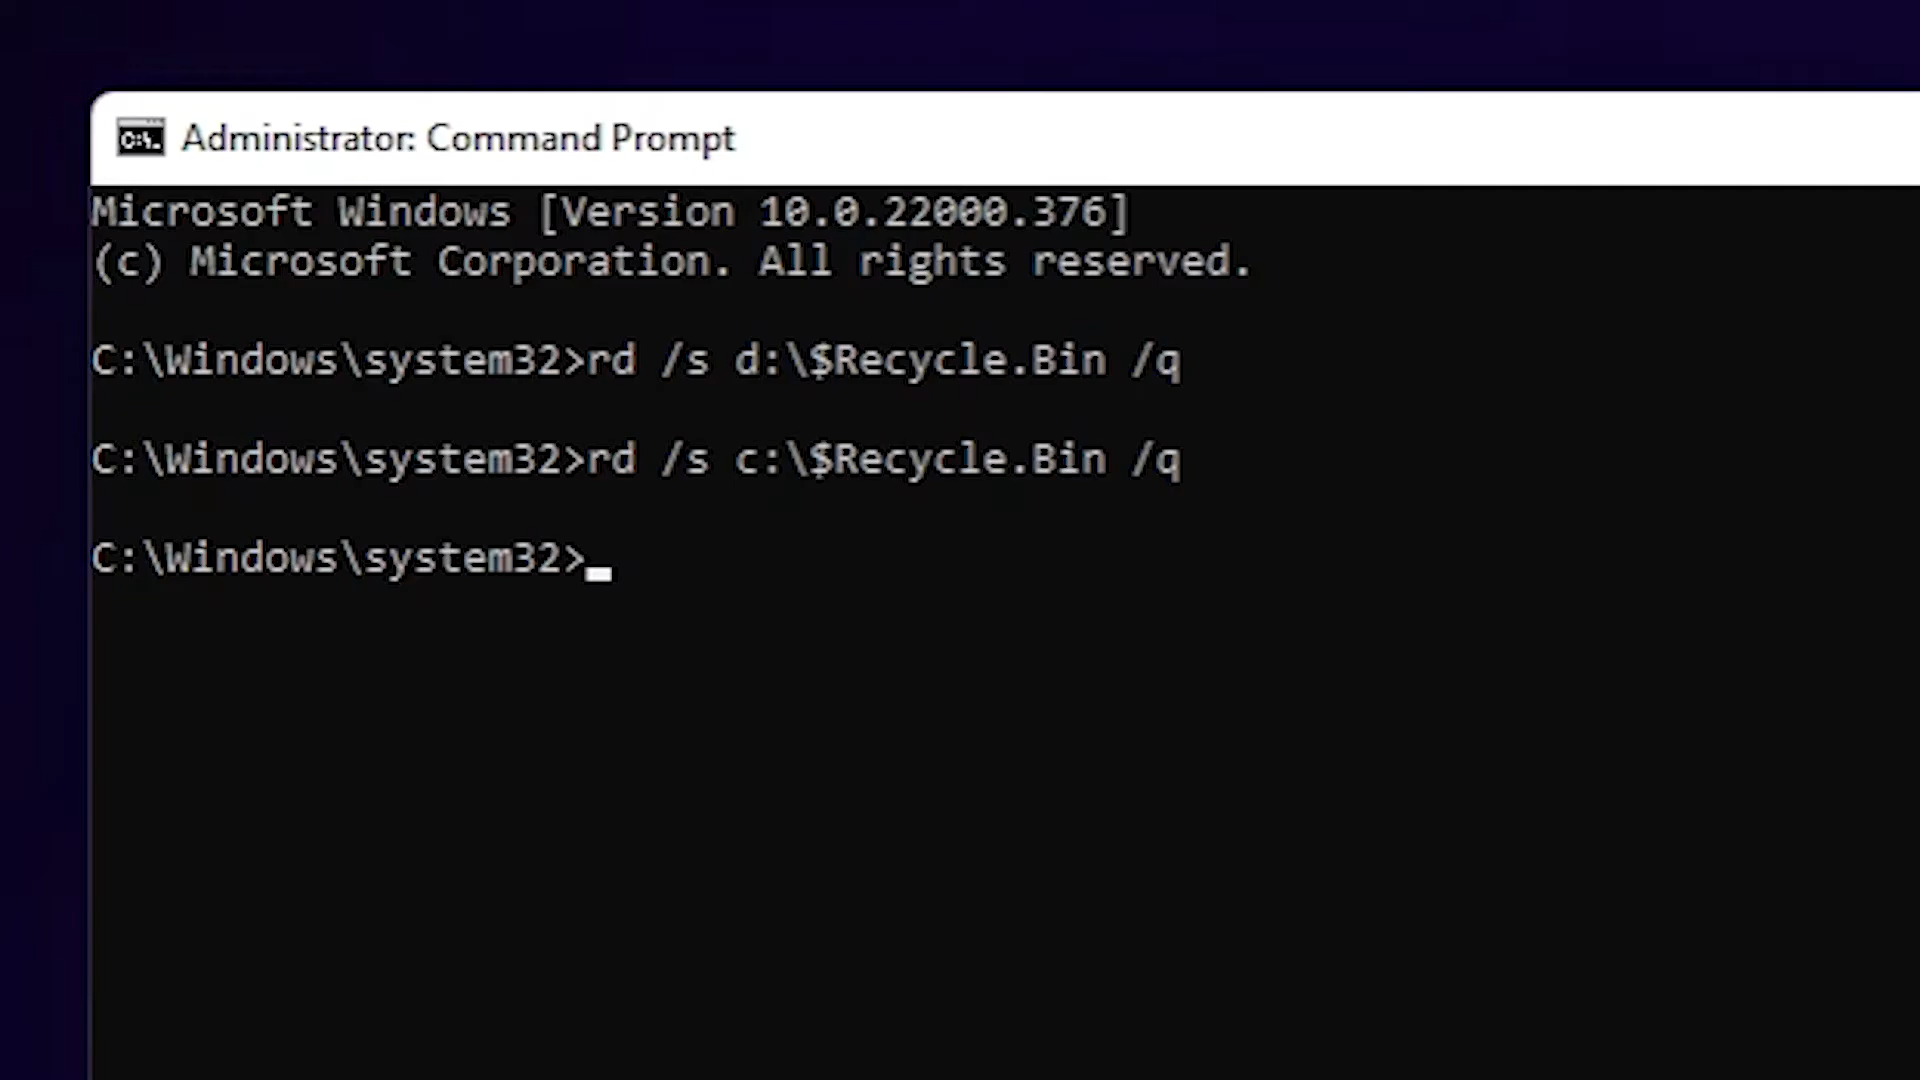 Administrator: Command Prompt
Microsoft Windows [Version 10.0.22000.376]
(c) Microsoft Corporation. All rights reserved.
C:\Windows\system32>rd /s d:\$Recycle.Bin /q
C:\Windows\system32>rd /s c:\$Recycle.Bin /q
C:\Windows\system32>